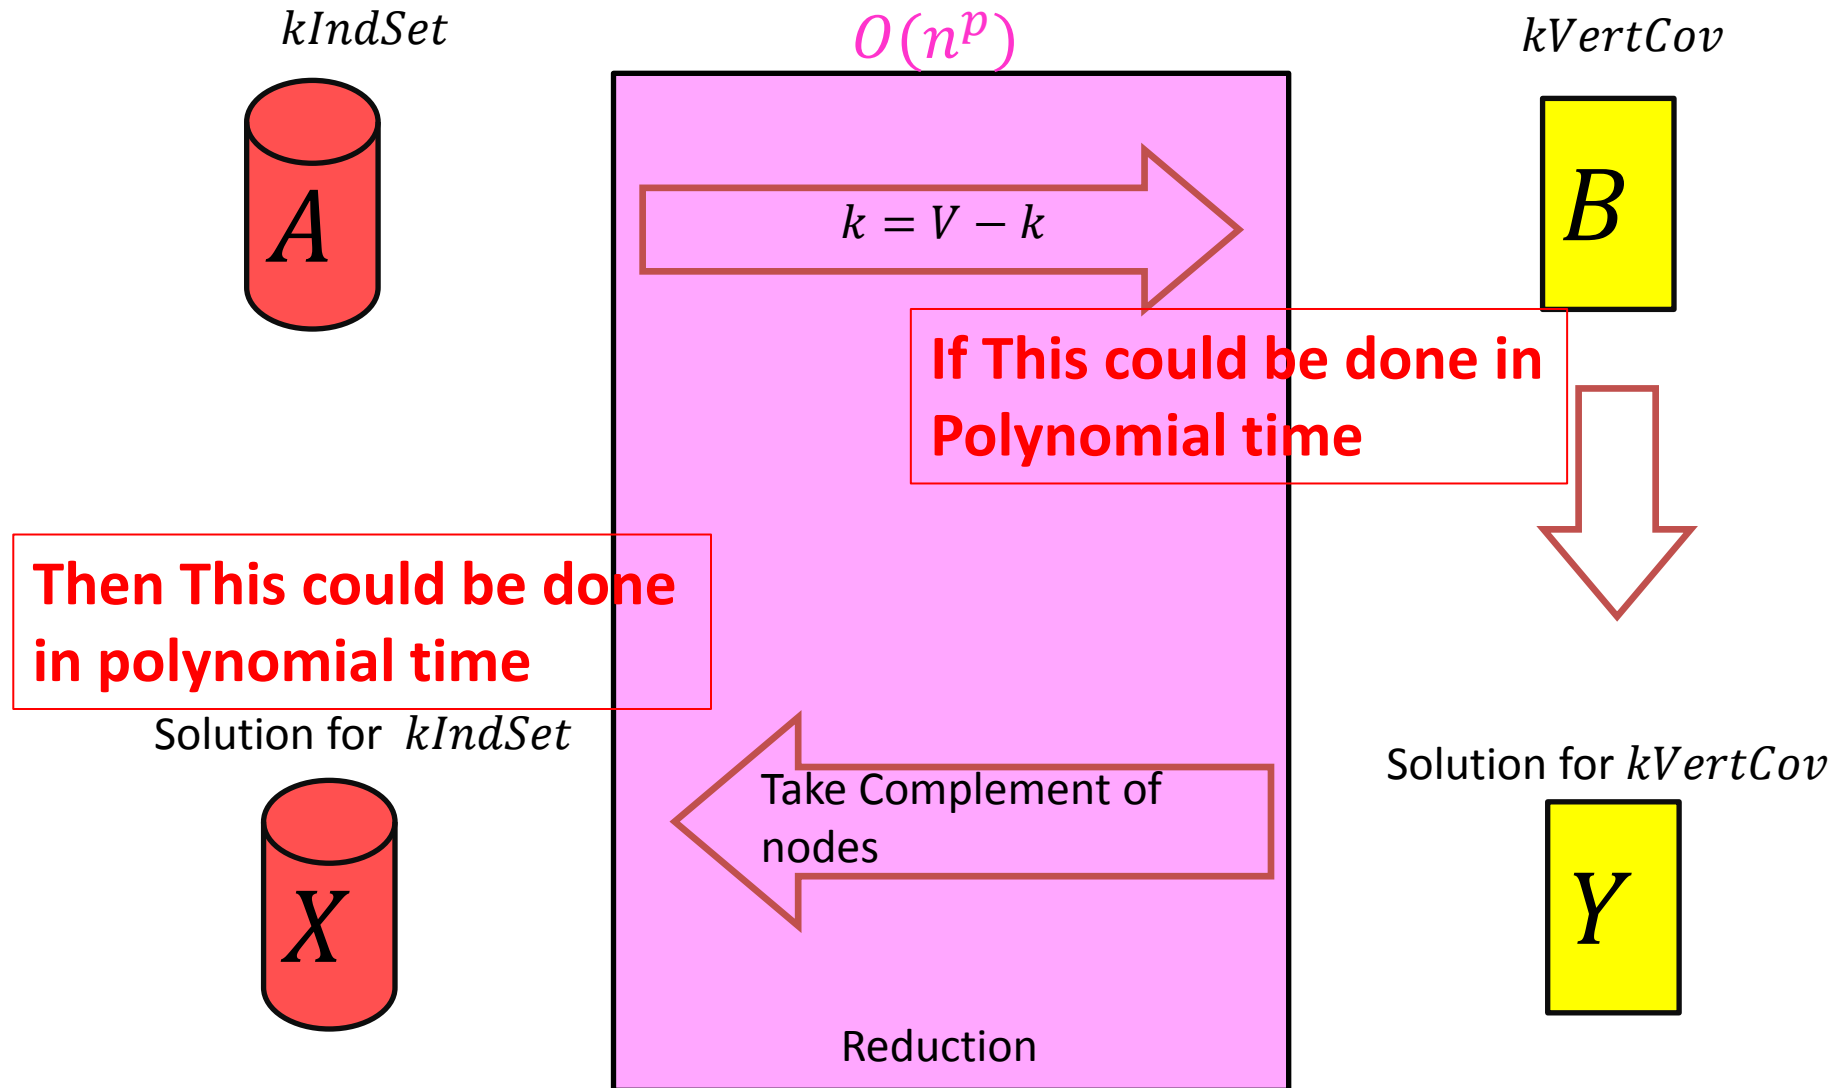 kIndSet
O(n^p)
kVertCov
A
k = V − k
B
If This could be done in
Polynomial time
Then This could be done
in polynomial time
Solution for kIndSet
Take Complement of
nodes
Solution for kVertCov
X
Y
Reduction